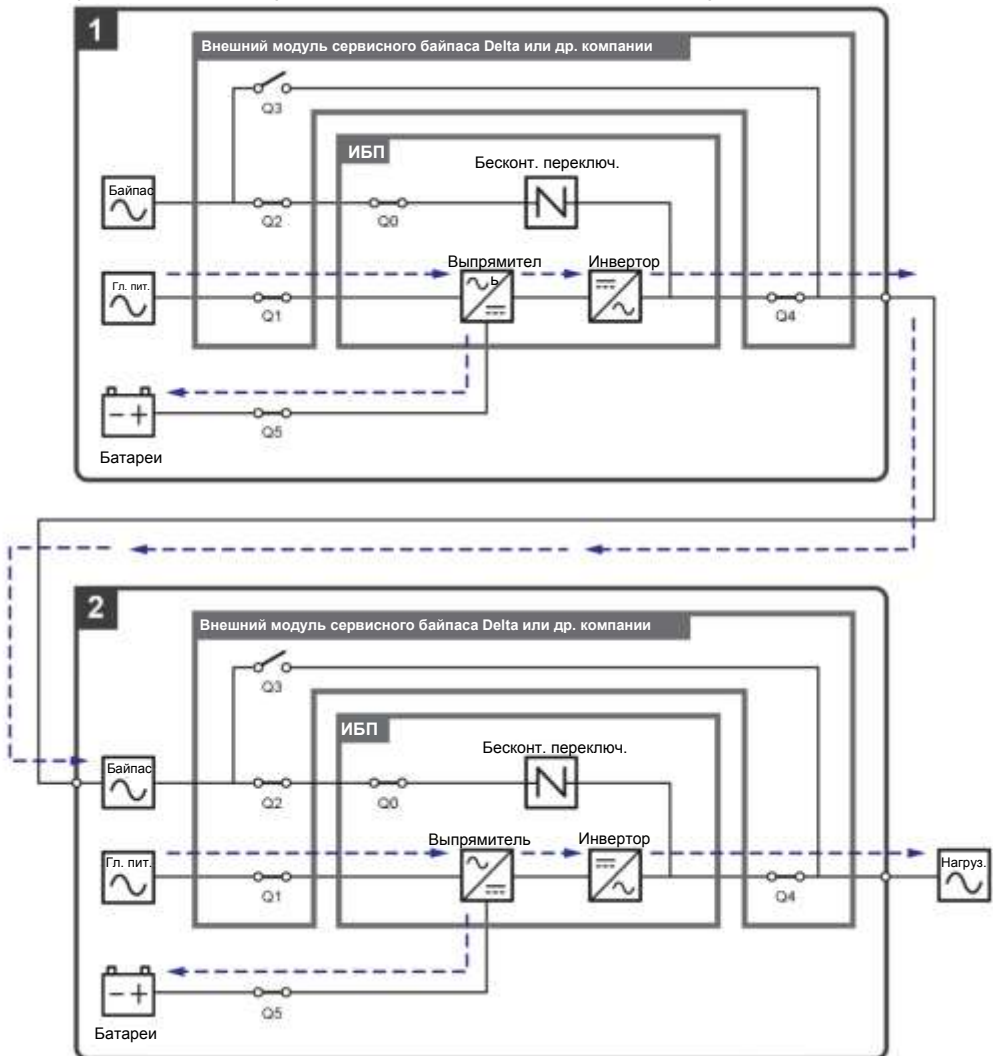 1
Внешний модуль сервисного байпаса Delta или др. компании
Q3
ИБП
Бесконт. переключ.
Байпас
Q2
Q0
Выпрямител
ь
Инвертор
Гл. пит.
Q1
Q4
Q5
Батареи
2
Внешний модуль сервисного байпаса Delta или др. компании
Q3
ИБП
Бесконт. переключ.
Байпас
Q2
Q0
Выпрямитель
Инвертор
Гл. пит.
Нагруз.
Q1
Q4
Q5
Батареи